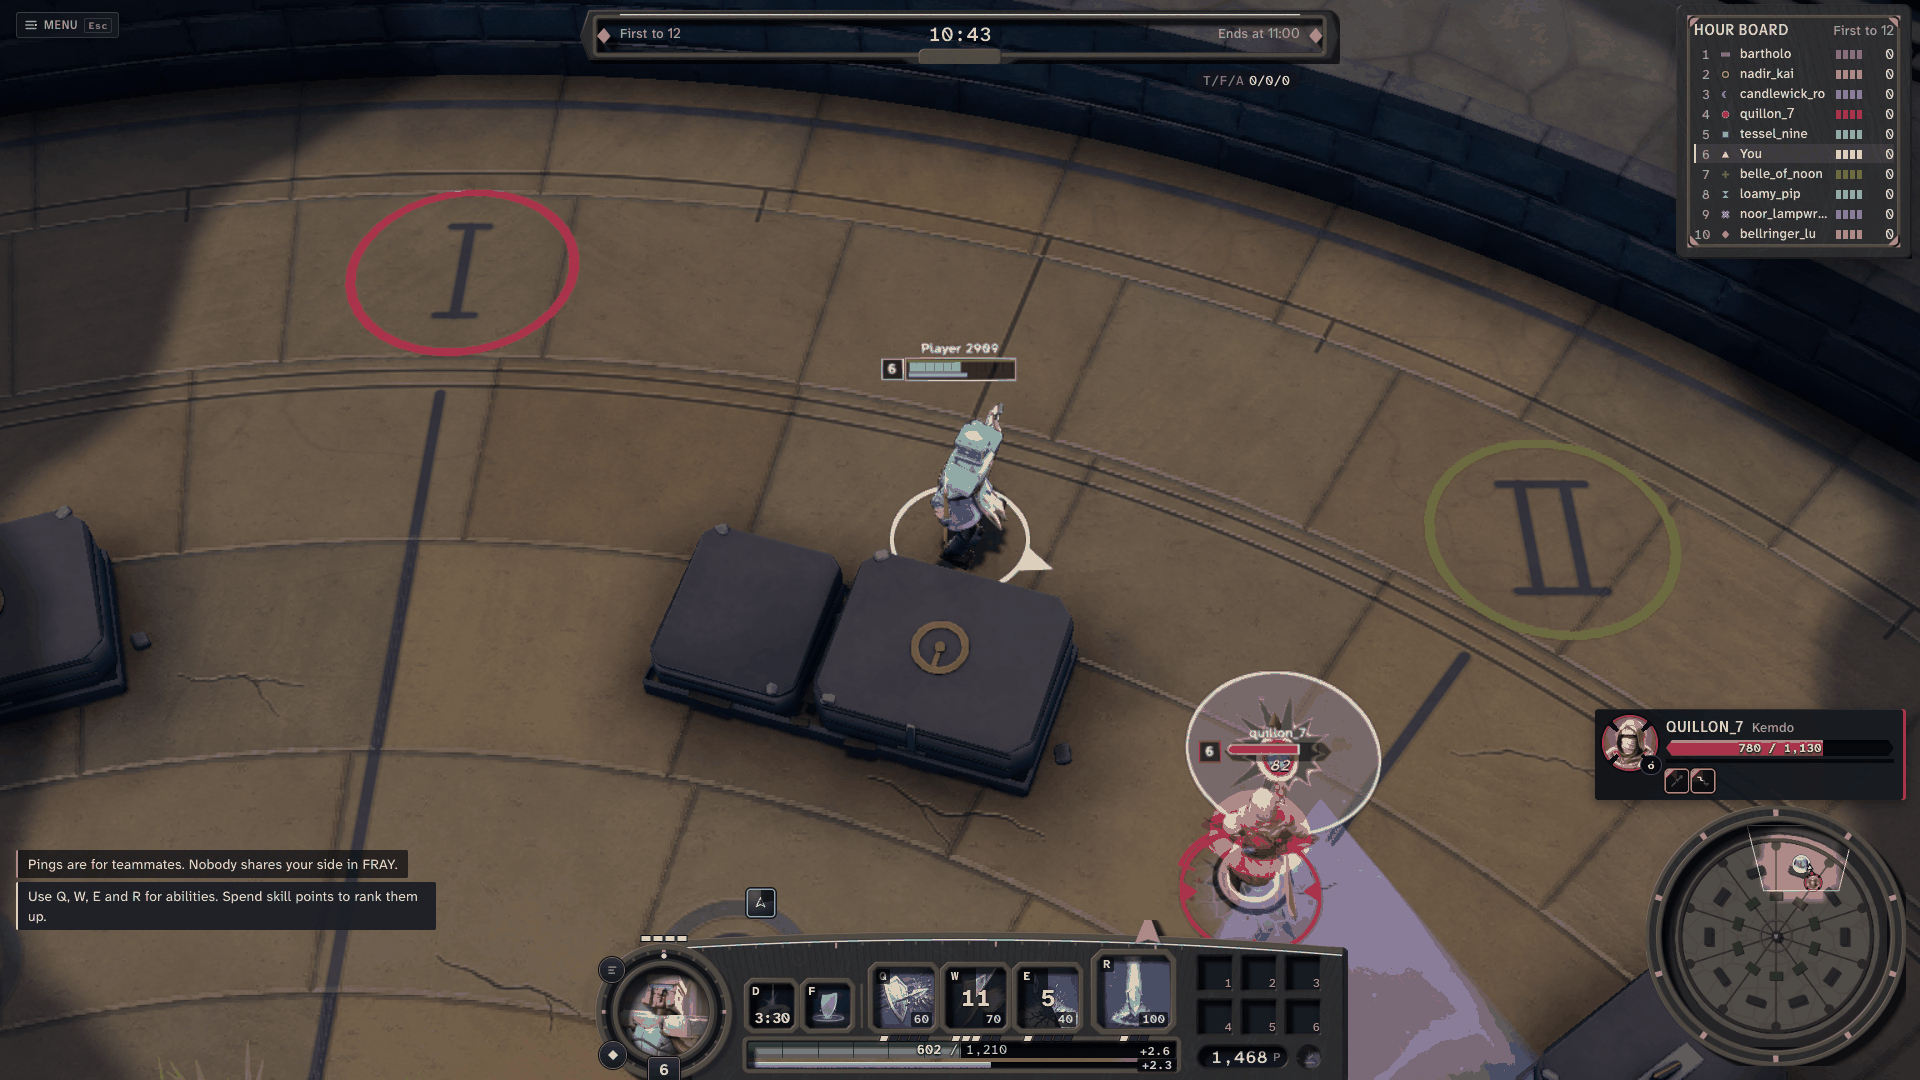 MENU Esc
First to 12
10:43
Ends at 11:00
T/F/A 0/0/0
HOUR BOARD First to 12
1 bartholo 0
2 nadir_kai 0
3 candlewick_ro 0
4 quillon_7 0
5 tessel_nine 0
6 You 0
7 belle_of_noon 0
8 loamy_pip 0
9 noor_lampwr... 0
10 bellringer_lu 0
I
Player 2909
6
II
quillon_7
6
82
QUILLON_7 Kemdo
780 / 1,130
6
Pings are for teammates. Nobody shares your side in FRAY.
Use Q, W, E and R for abilities. Spend skill points to rank them
up.
D 3:30
F
Q 60
W 11 70
E 5 40
R 100
1 2 3
4 5 6
602 / 1,210
+2.6
+2.3
1,468 P
6